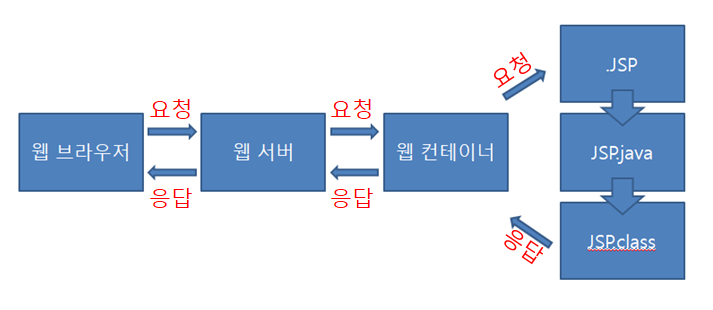 요청
.JSP
요청
요청
웹 브라우저
웹 서버
웹 컨테이너
JSP.java
응답
응답
응답
JSP.class